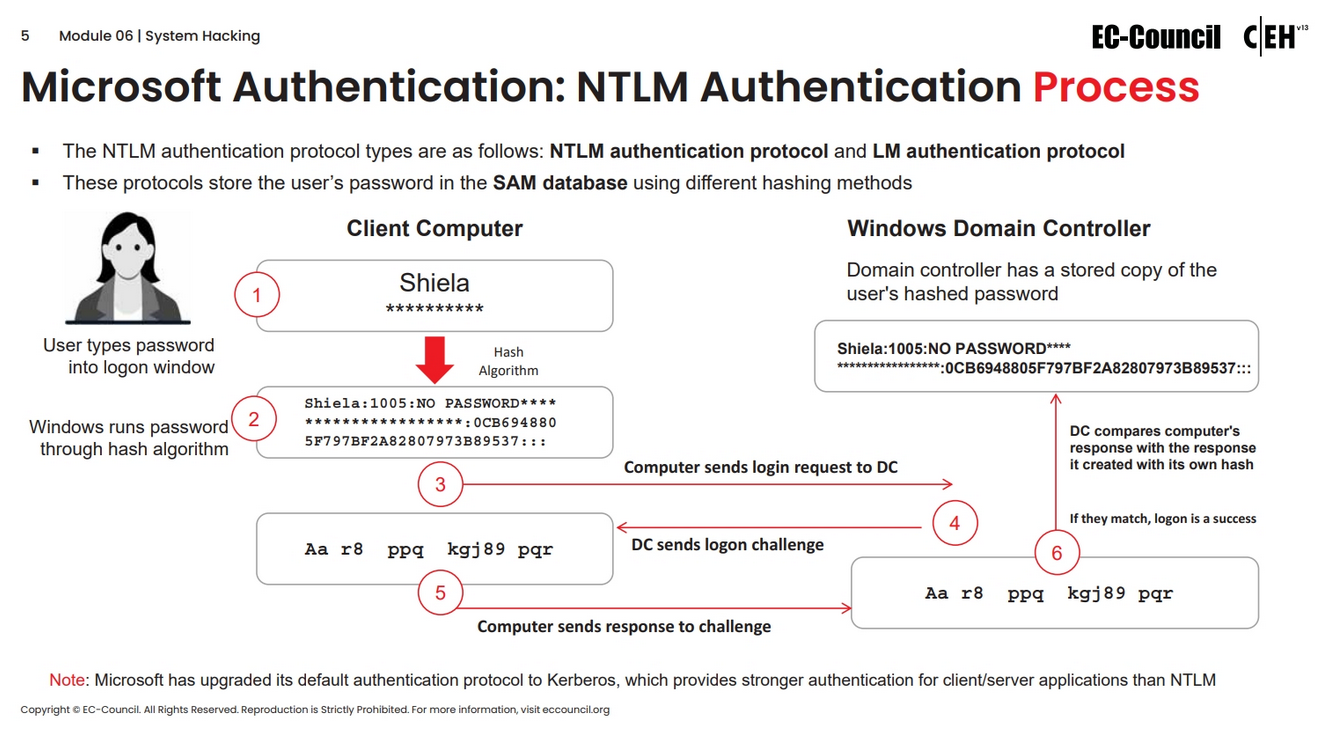 5 Module 06 | System Hacking
EC-Council C|EH v13
Microsoft Authentication: NTLM Authentication Process
▪ The NTLM authentication protocol types are as follows: NTLM authentication protocol and LM authentication protocol
▪ These protocols store the user's password in the SAM database using different hashing methods
Client Computer
Windows Domain Controller
1
Shiela
**********
User types password
into logon window
Hash
Algorithm
2
Windows runs password
through hash algorithm
Shiela:1005:NO PASSWORD****
*****************:0CB694880
5F797BF2A82807973B89537:::
Domain controller has a stored copy of the
user's hashed password
Shiela:1005:NO PASSWORD****
*****************:0CB6948805F797BF2A82807973B89537:::
3
Computer sends login request to DC
4
DC sends logon challenge
Aa r8 ppq kgj89 pqr
5
Computer sends response to challenge
DC compares computer's
response with the response
it created with its own hash
If they match, logon is a success
6
Aa r8 ppq kgj89 pqr
Note: Microsoft has upgraded its default authentication protocol to Kerberos, which provides stronger authentication for client/server applications than NTLM
Copyright © EC-Council. All Rights Reserved. Reproduction is Strictly Prohibited. For more information, visit eccouncil.org